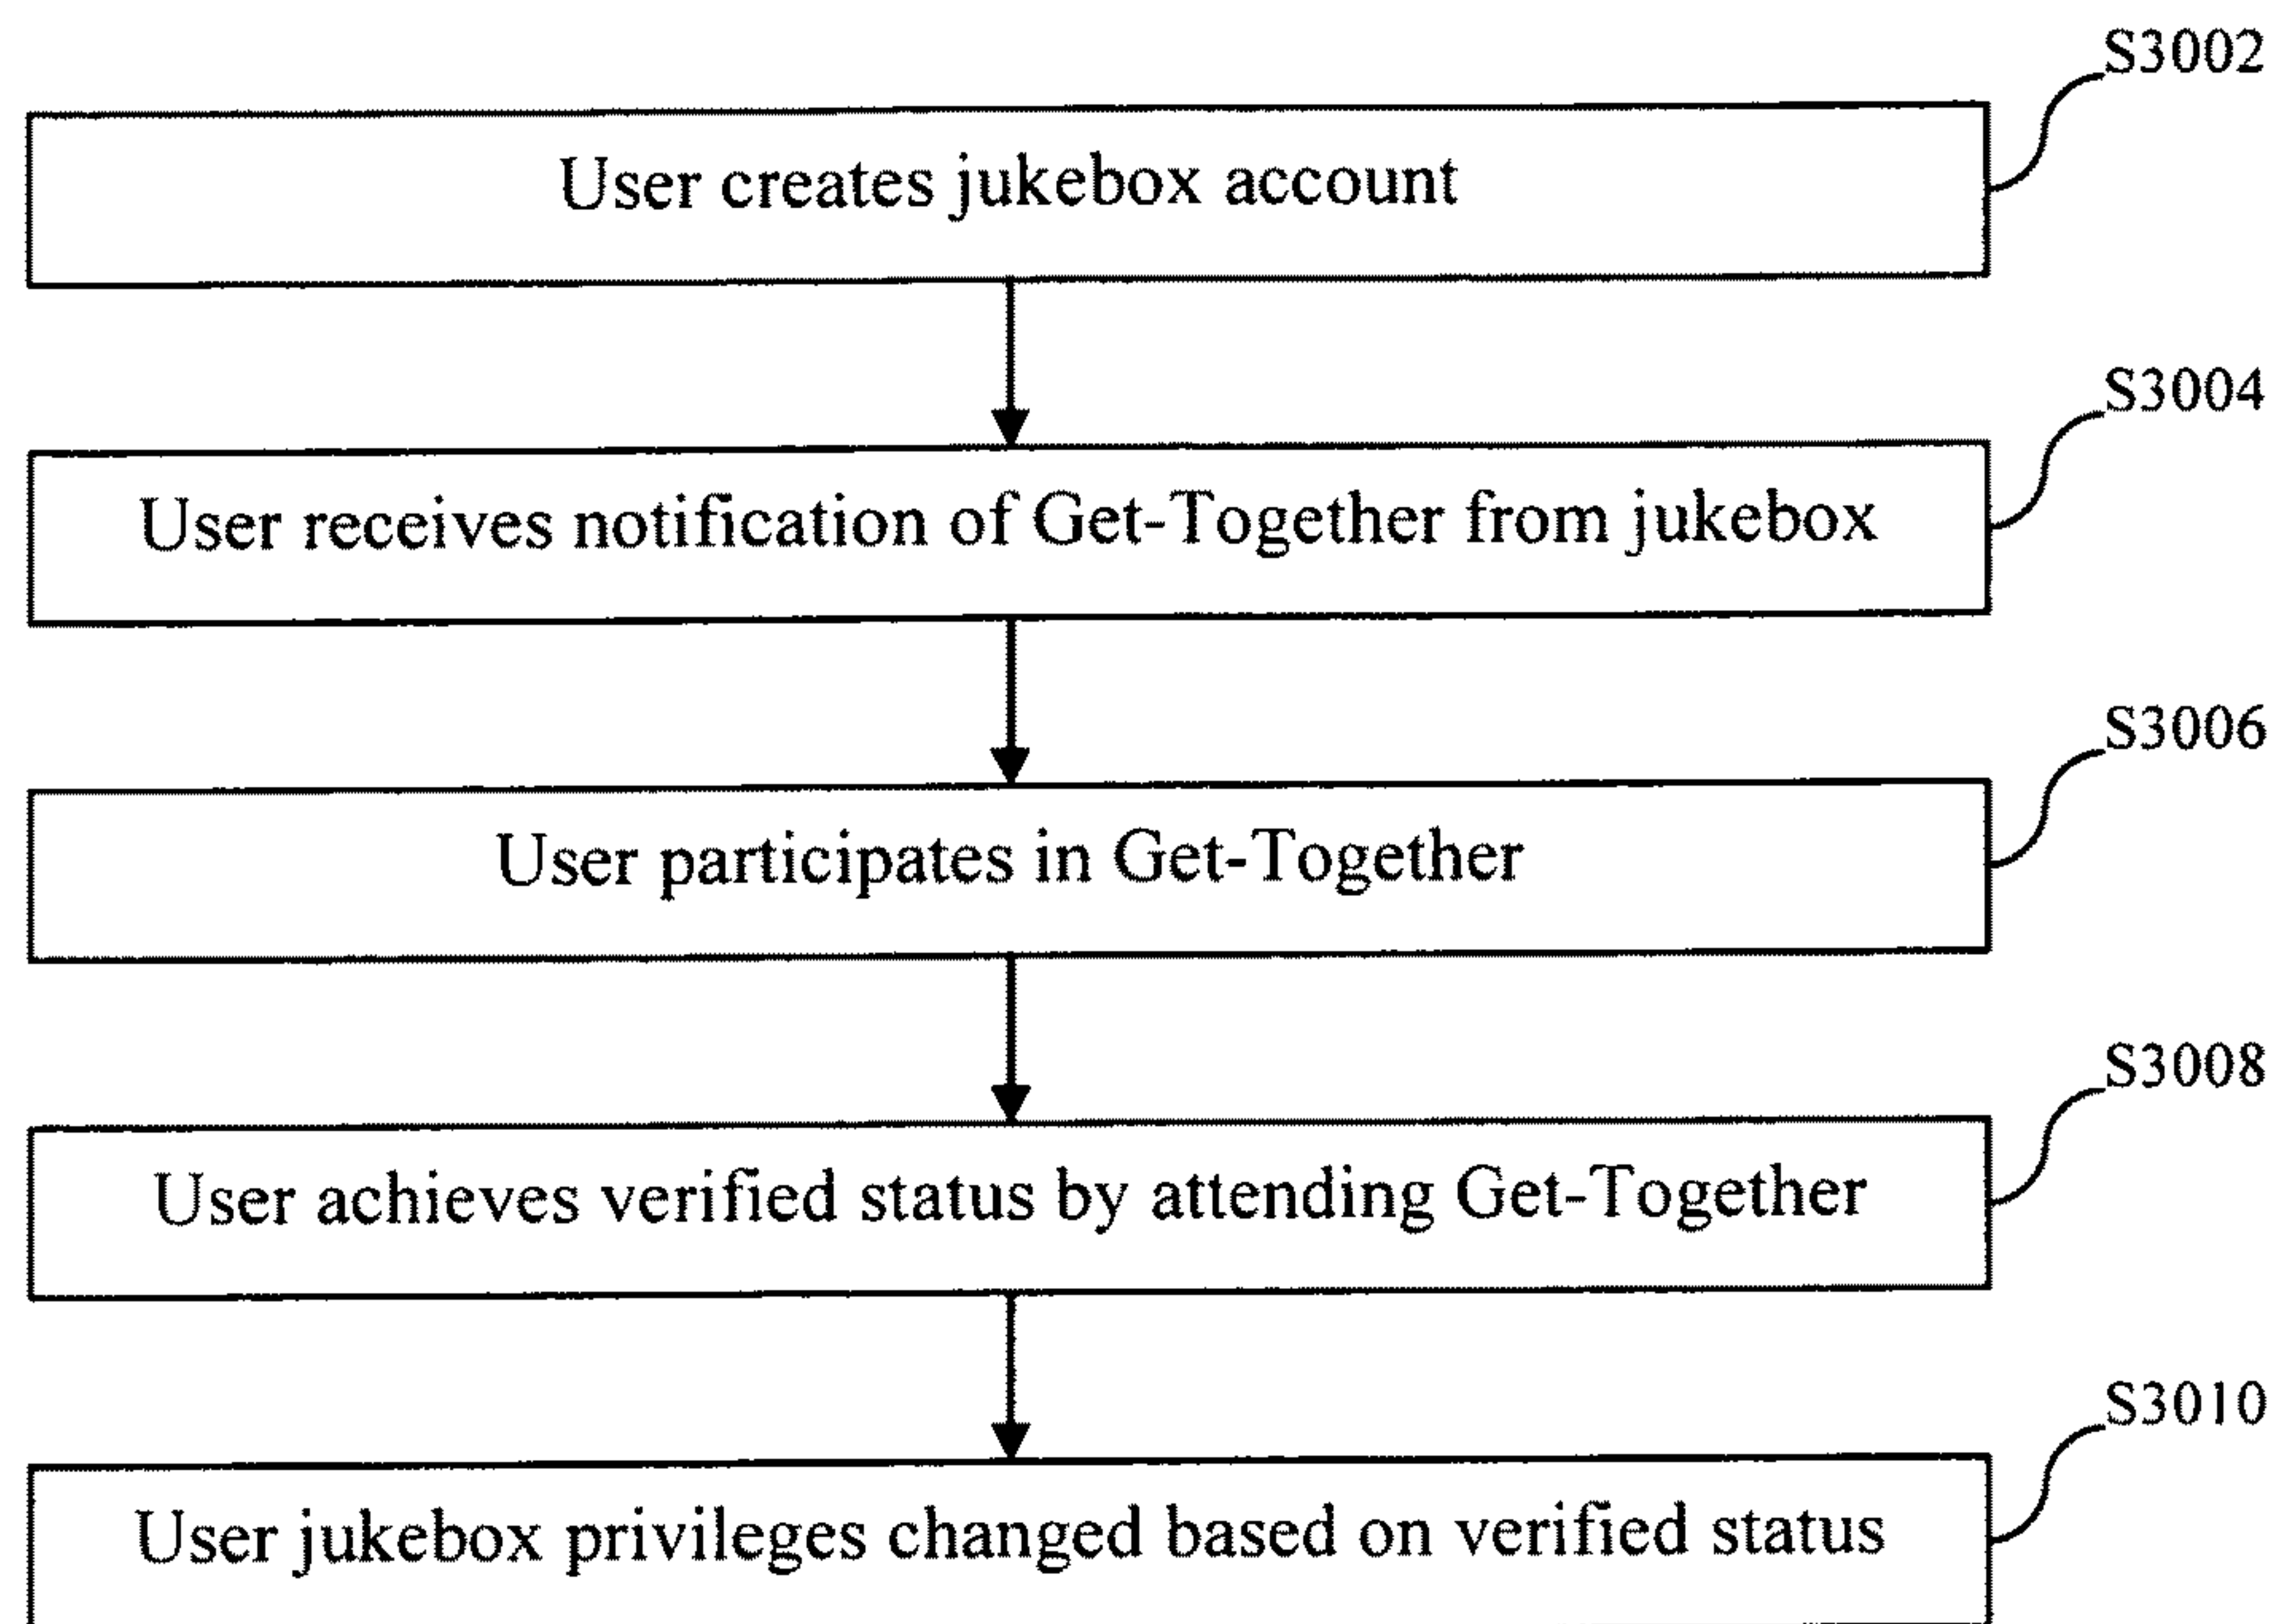 S3002
User creates jukebox account
S3004
User receives notification of Get-Together from jukebox
S3006
User participates in Get-Together
S3008
User achieves verified status by attending Get-Together
S3010
User jukebox privileges changed based on verified status